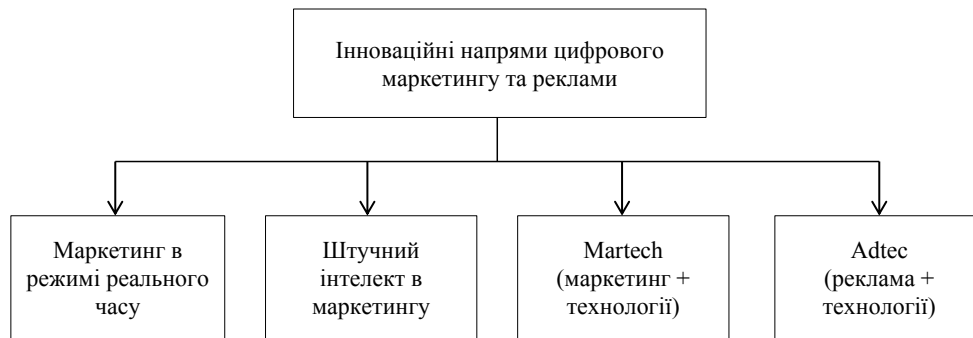 Інноваційні напрями цифрового
маркетингу та реклами
Маркетинг в
режимі реального
часу
Штучний
інтелект в
маркетингу
Martech
(маркетинг +
технології)
Adtec
(реклама +
технології)